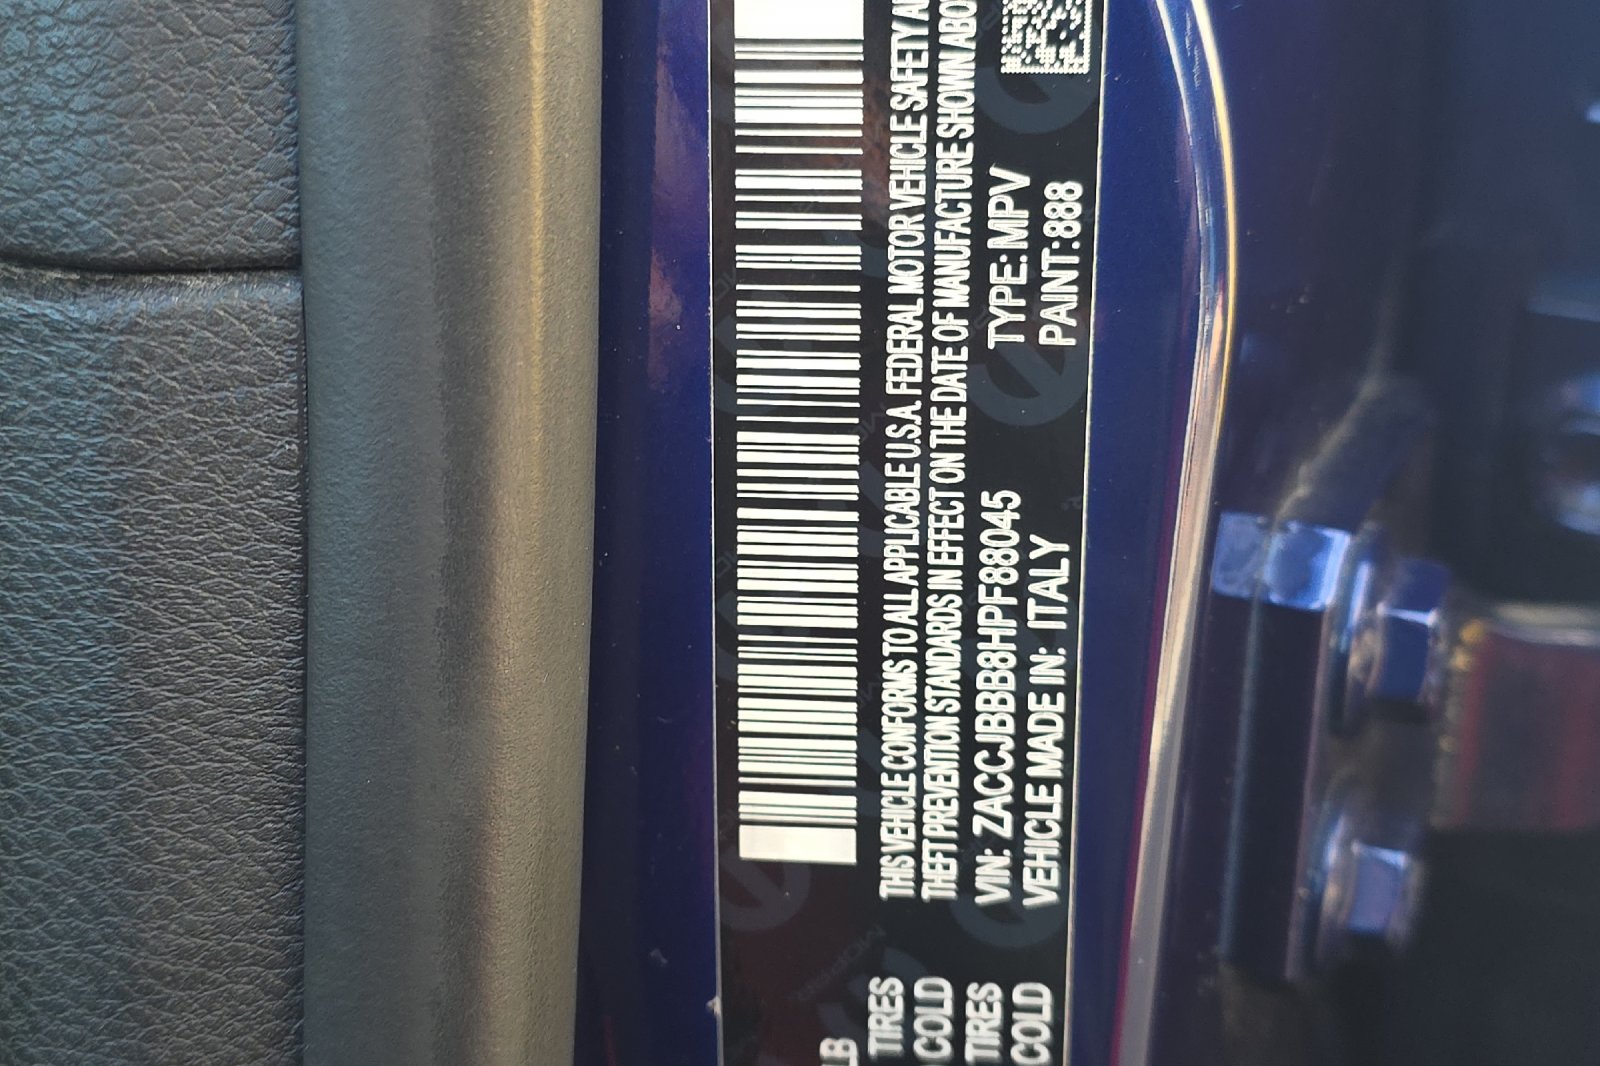 THIS VEHICLE CONFORMS TO ALL APPLICABLE U.S.A. FEDERAL MOTOR VEHICLE SAFETY
THEFT PREVENTION STANDARDS IN EFFECT ON THE DATE OF MANUFACTURE SHOWN ABO
VIN: ZACCJBBB8HPF88045 TYPE: MPV
VEHICLE MADE IN: ITALY PAINT: 888
LB
TIRES
COLD
TIRES
COLD